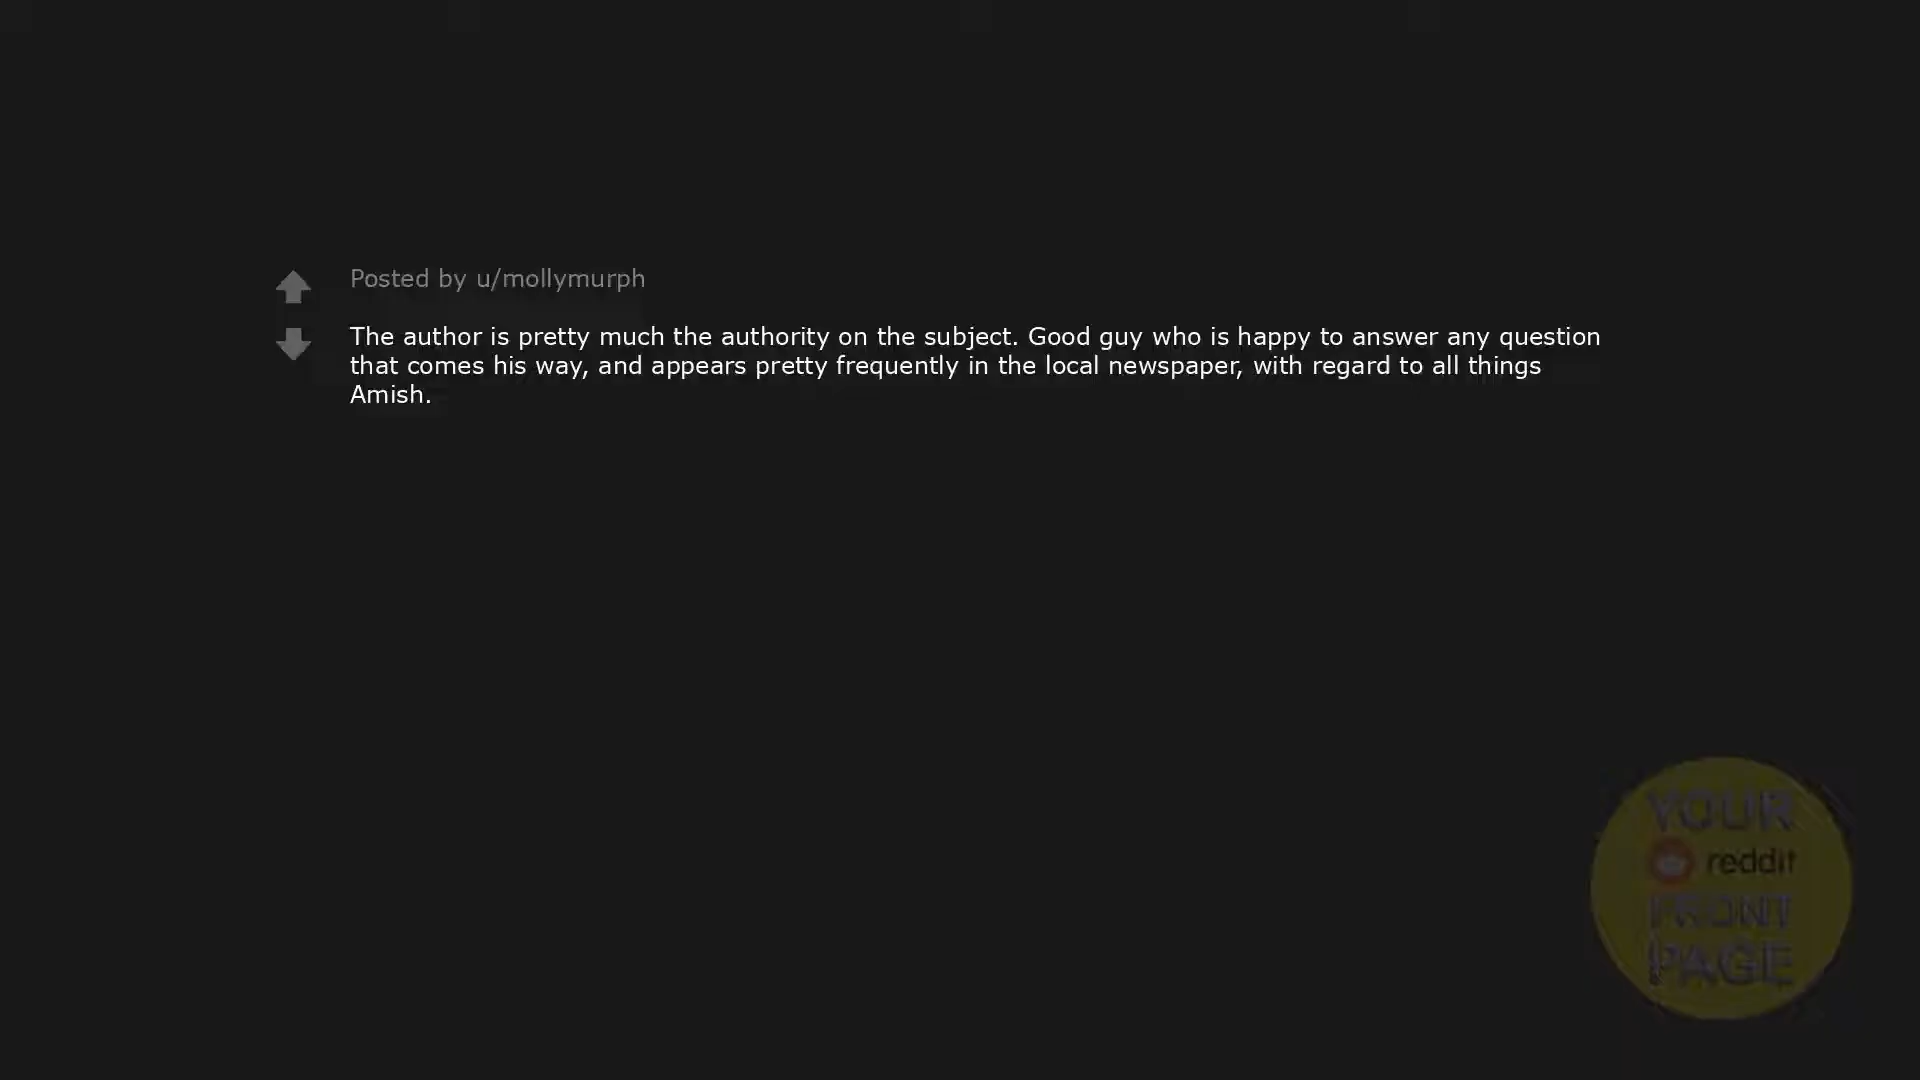 Posted by u/mollymurph
The author is pretty much the authority on the subject. Good guy who is happy to answer any question
that comes his way, and appears pretty frequently in the local newspaper, with regard to all things
Amish.
YOUR
reddit
FRONT
PAGE